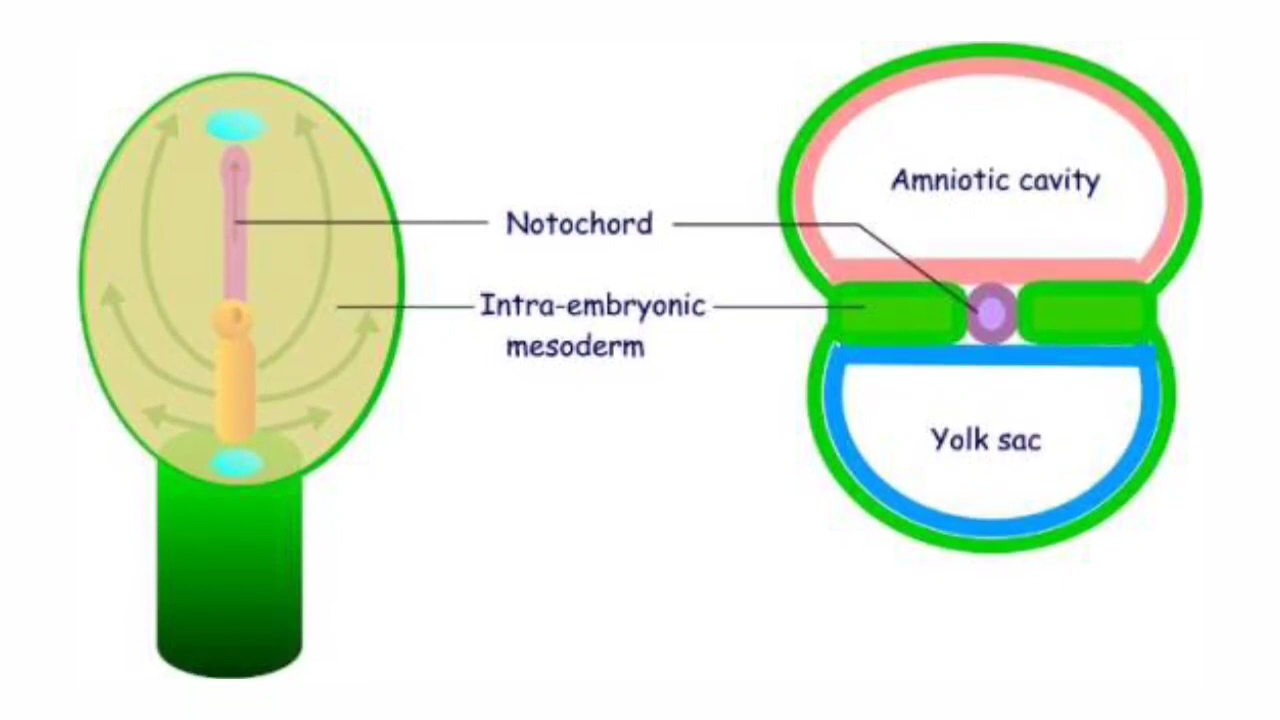 Amniotic cavity
Notochord
Intra-embryonic
mesoderm
Yolk sac